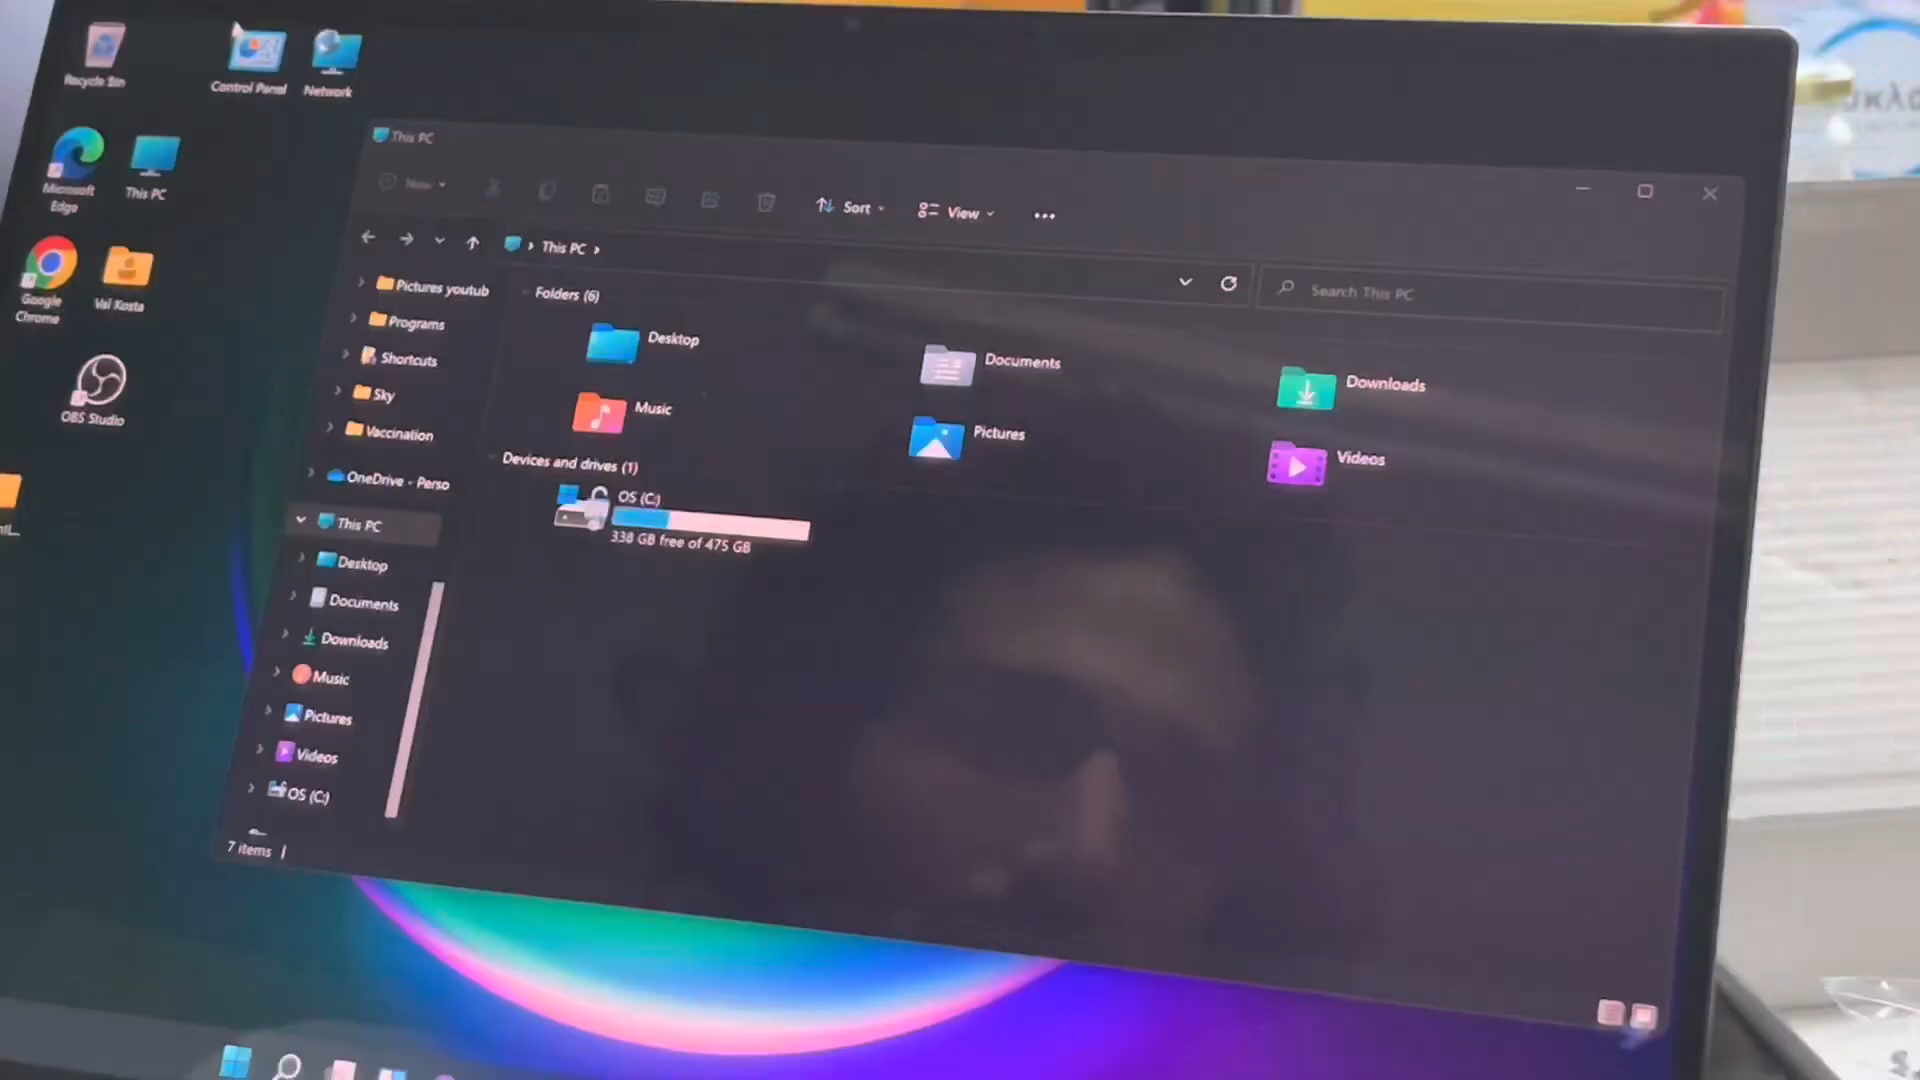 Recycle Bin
Control Panel
Network
Microsoft
Edge
This PC
Google
Chrome
Val Kosta
OBS Studio
This PC
New
Sort
View
This PC
Search This PC
Pictures youtub
Programs
Shortcuts
Sky
Vaccination
OneDrive - Perso
This PC
Desktop
Documents
Downloads
Music
Pictures
Videos
OS (C:)
7 items
Folders (6)
Desktop
Documents
Downloads
Music
Pictures
Videos
Devices and drives (1)
OS (C:)
338 GB free of 475 GB